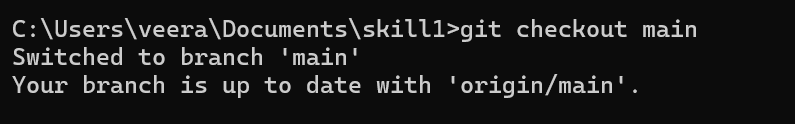 C:\Users\veera\Documents\skill1>git checkout main
Switched to branch 'main'
Your branch is up to date with 'origin/main'.